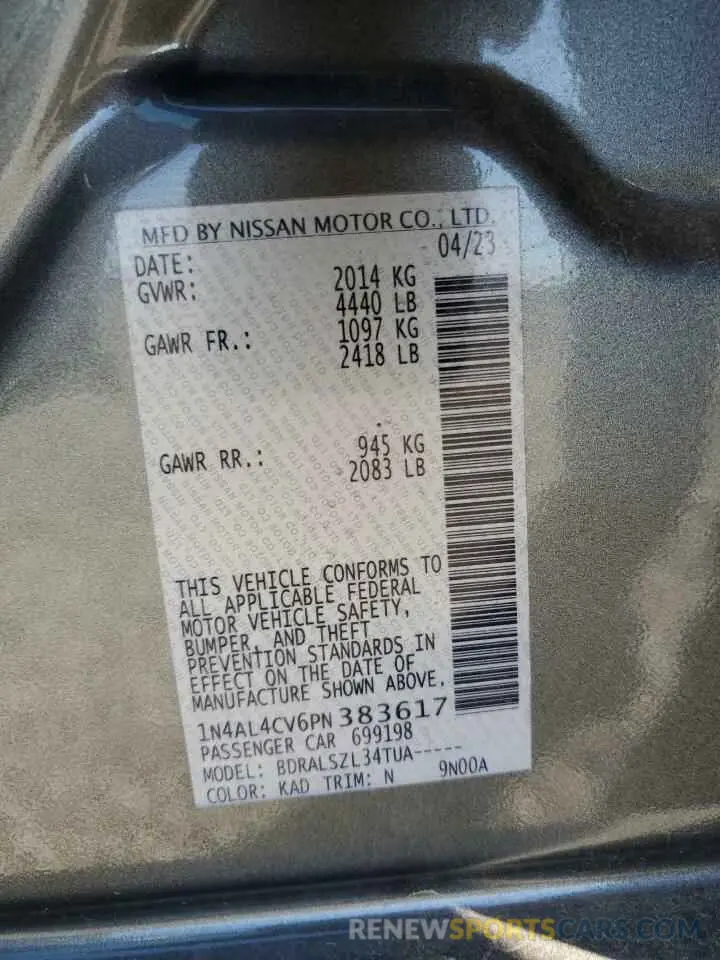 MFD BY NISSAN MOTOR CO., LTD.
DATE: 04/23
GVWR: 2014 KG
4440 LB
GAWR FR.: 1097 KG
2418 LB
GAWR RR.: 945 KG
2083 LB
THIS VEHICLE CONFORMS TO
ALL APPLICABLE FEDERAL
MOTOR VEHICLE SAFETY,
BUMPER, AND THEFT
PREVENTION STANDARDS IN
EFFECT ON THE DATE OF
MANUFACTURE SHOWN ABOVE.
1N4AL4CV6PN 383617
PASSENGER CAR 699198
MODEL: BDRALSZL34TUA-----
COLOR: KAD TRIM: N 9N00A
RENEWSPORTSCARS.COM